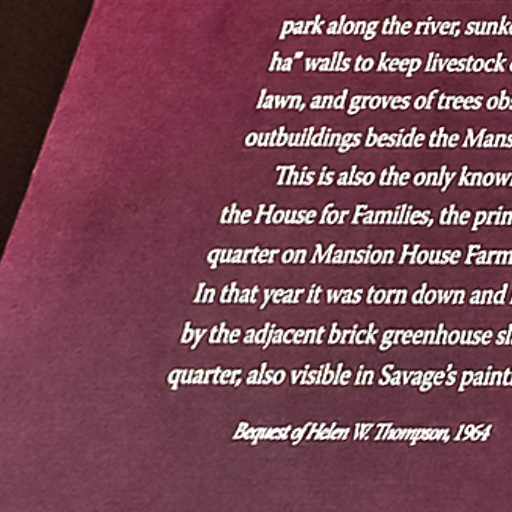 park along the river, sunk
ha" walls to keep livestock
lawn, and groves of trees obs
outbuildings beside the Mans
This is also the only know
the House for Families, the prin
quarter on Mansion House Farm
In that year it was torn down and
by the adjacent brick greenhouse sl
quarter, also visible in Savage's paint
Bequest of Helen W. Thompson, 1964